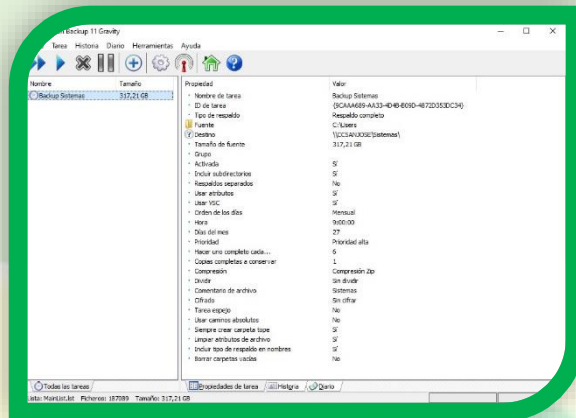 Backup 11 Gravity
Tarea Historia Diario Herramientas Ayuda
Nombre Tamaño
Backup Sistemas 317,21 GB
Propiedad Valor
Nombre de tarea Backup Sistemas
ID de tarea
Tipo de respaldo Respaldo completo
Fuente C:\Users
Destino \\CCSANJOSE\Sistemas\
Tamaño de fuente 317,21 GB
Grupo
Activada Sí
Incluir subdirectorios Sí
Respaldos separados No
Usar atributos Sí
Usar VSC Sí
Orden de los días Mensual
Hora 9:00:00
Días del mes 27
Prioridad Prioridad alta
Hacer uno completo cada... 6
Copias completas a conservar 1
Compresión Compresión Zip
Dividir Sin dividir
Comentario de archivo Sistemas
Cifrado Sin cifrar
Tarea espejo No
Usar caminos absolutos No
Siempre crear carpeta tope Sí
Limpiar atributos de archivo Sí
Incluir tipo de respaldo en nombres Sí
Borrar carpetas vacías No
Todas las tareas
Propiedades de tarea Historia Diario
Lista: MainList.lst Ficheros: 187089 Tamaño: 317,21 GB